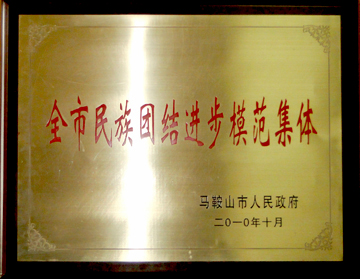 全市民族团结进步模范集体
马鞍山市人民政府
二〇一〇年十月